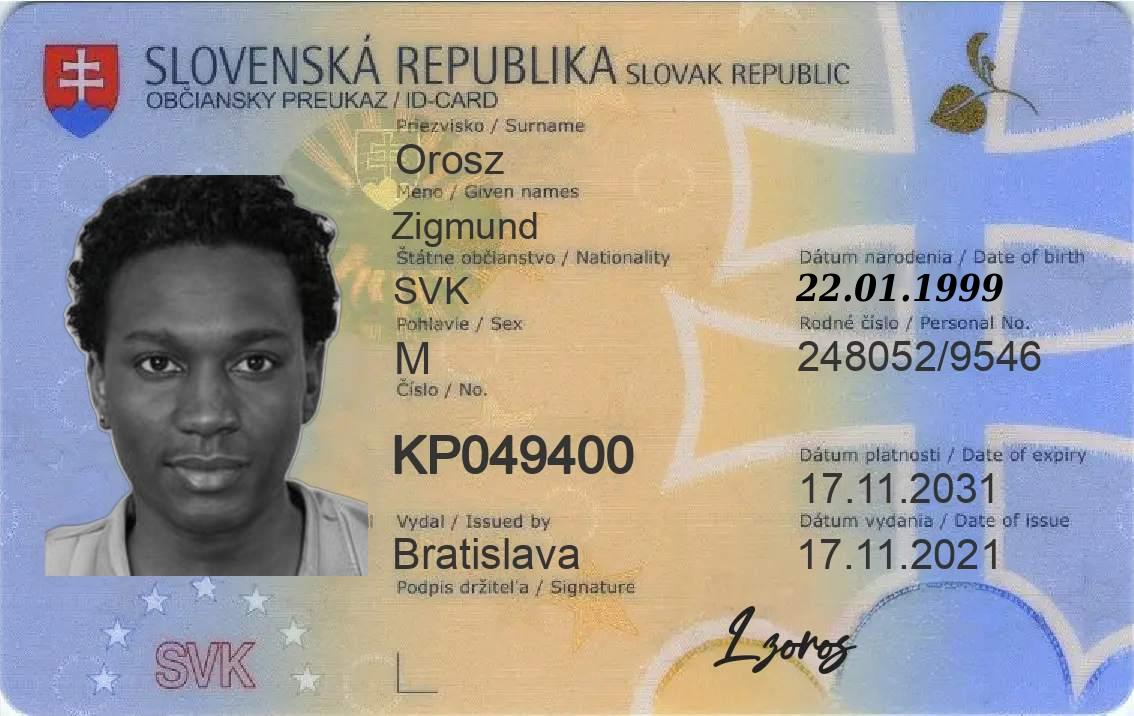 SLOVENSKÁ REPUBLIKA SLOVAK REPUBLIC
OBČIANSKY PREUKAZ / ID-CARD
Priezvisko / Surname
Orosz
Meno / Given names
Zigmund
Štátne občianstvo / Nationality
SVK
Dátum narodenia / Date of birth
22.01.1999
Pohlavie / Sex
M
Rodné číslo / Personal No.
248052/9546
Číslo / No.
KP049400
Dátum platnosti / Date of expiry
17.11.2031
Vydal / Issued by
Bratislava
Dátum vydania / Date of issue
17.11.2021
Podpis držiteľa / Signature
Lzoros
SVK